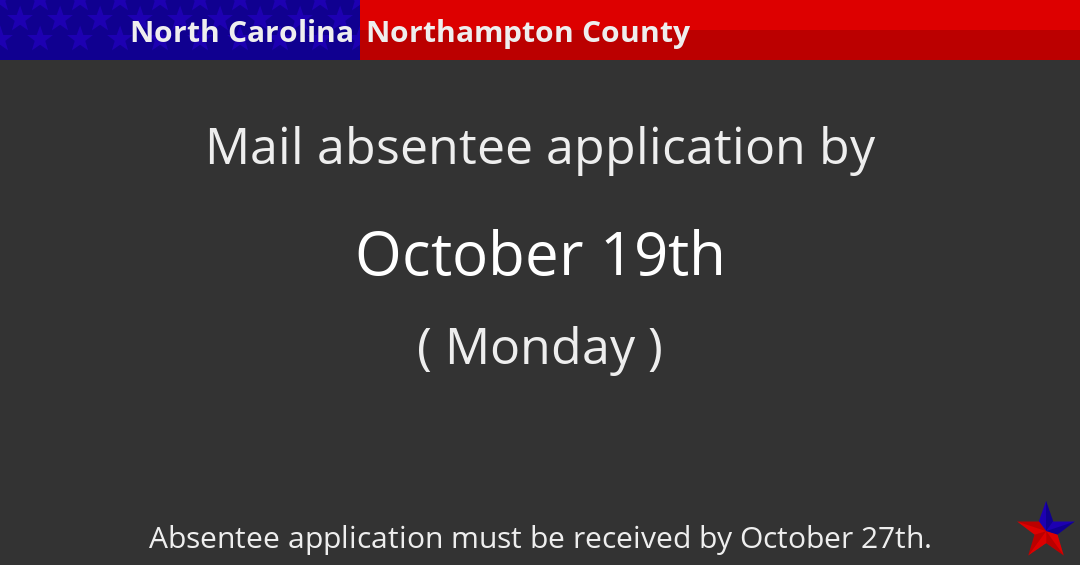 North Carolina Northampton County
Mail absentee application by
October 19th
( Monday )
Absentee application must be received by October 27th.